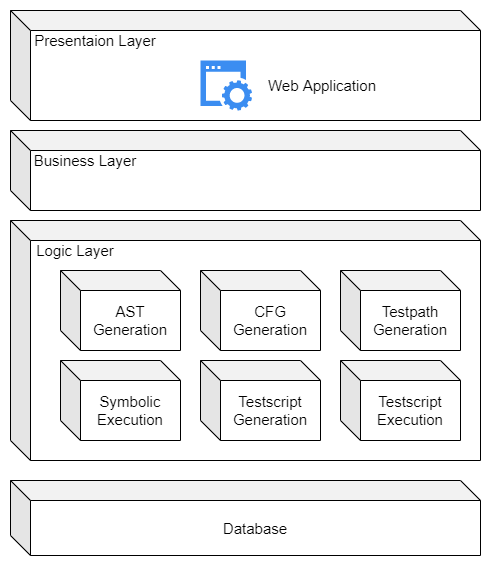 Presentaion Layer
Web Application
Business Layer
Logic Layer
AST
Generation
CFG
Generation
Testpath
Generation
Symbolic
Execution
Testscript
Generation
Testscript
Execution
Database